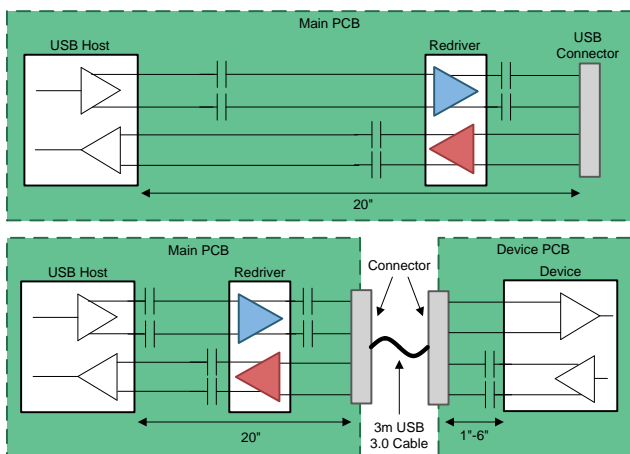 Main PCB
USB Host
Redriver
USB
Connector
20"
Main PCB
Device PCB
USB Host
Redriver
Connector
Device
20"
3m USB
3.0 Cable
1"-6"